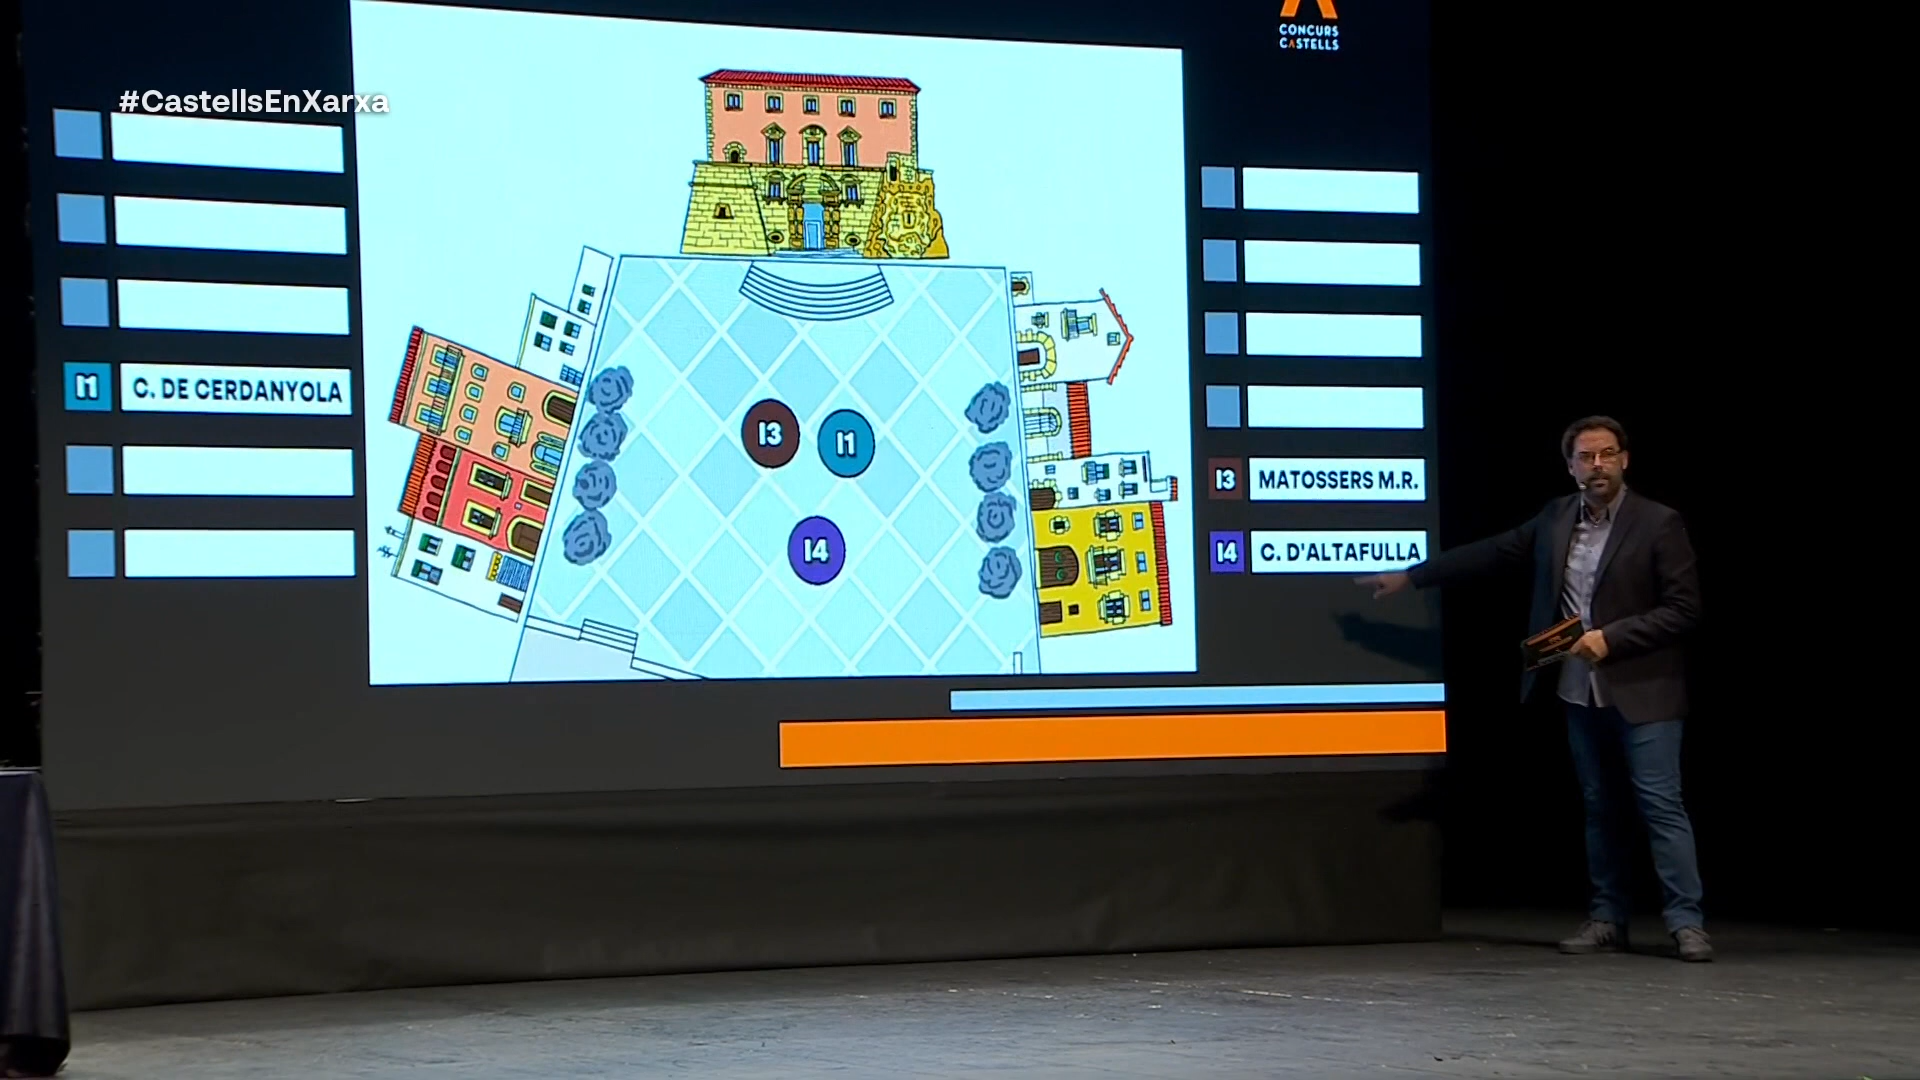 CONCURS
CASTELLS
#CastellsEnXarxa
I1 C. DE CERDANYOLA
I3
I1
I4
I3 MATOSSERS M.R.
I4 C. D'ALTAFULLA